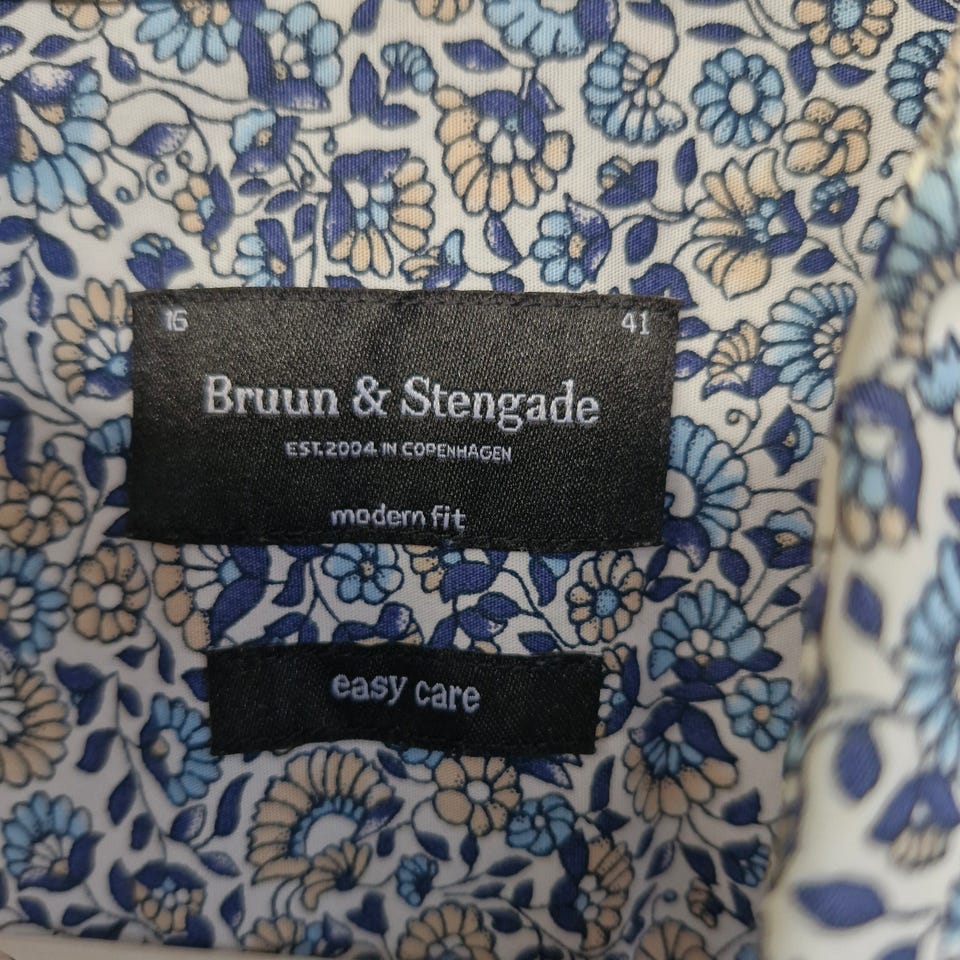 16 41
Bruun & Stengade
EST.2004 IN COPENHAGEN
modern fit
easy care